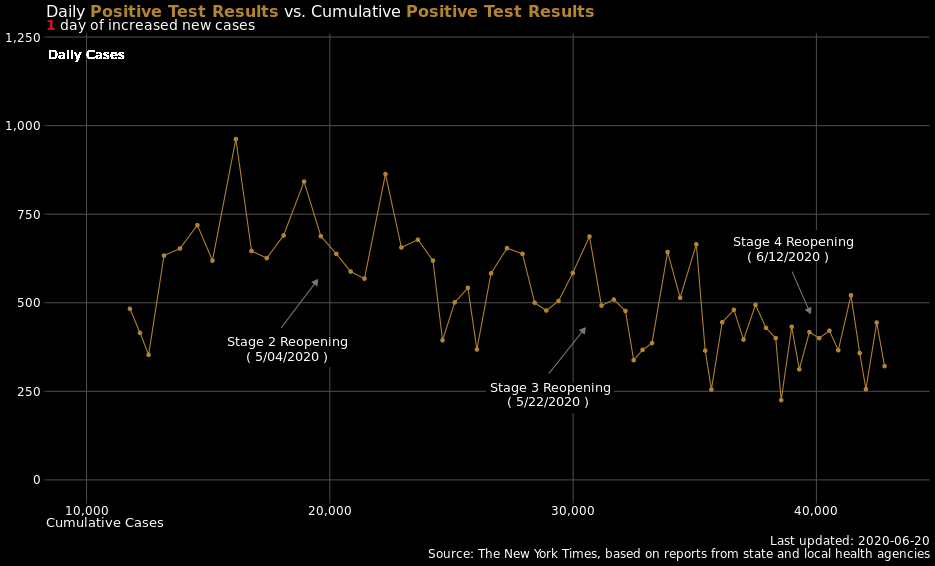 Daily Positive Test Results vs. Cumulative Positive Test Results
1 day of increased new cases
1,250
Daily Cases
1,000
750
Stage 4 Reopening
( 6/12/2020 )
500
Stage 2 Reopening
( 5/04/2020 )
Stage 3 Reopening
( 5/22/2020 )
250
0
10,000 20,000 30,000 40,000
Cumulative Cases
Last updated: 2020-06-20
Source: The New York Times, based on reports from state and local health agencies